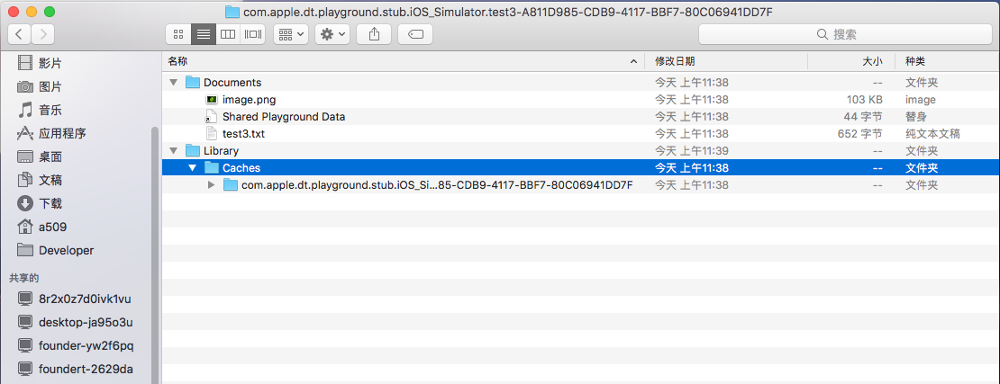 com.apple.dt.playground.stub.iOS_Simulator.test3-A811D985-CDB9-4117-BBF7-80C06941DD7F
搜索
影片
图片
音乐
应用程序
桌面
文稿
下载
a509
Developer
共享的
8r2x0z7d0ivk1vu
desktop-ja95o3u
founder-yw2f6pq
foundert-2629da
名称 修改日期 大小 种类
Documents 今天 上午11:38 -- 文件夹
image.png 今天 上午11:38 103 KB image
Shared Playground Data 今天 上午11:38 44 字节 替身
test3.txt 今天 上午11:38 652 字节 纯文本文稿
Library 今天 上午11:39 -- 文件夹
Caches 今天 上午11:38 -- 文件夹
com.apple.dt.playground.stub.iOS_Si...85-CDB9-4117-BBF7-80C06941DD7F 今天 上午11:38 -- 文件夹